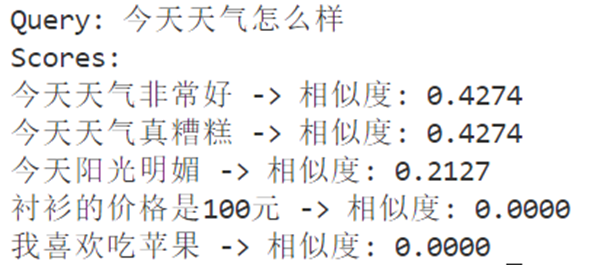 Query: 今天天气怎么样
Scores:
今天天气非常好 -> 相似度: 0.4274
今天天气真糟糕 -> 相似度: 0.4274
今天阳光明媚 -> 相似度: 0.2127
衬衫的价格是100元 -> 相似度: 0.0000
我喜欢吃苹果 -> 相似度: 0.0000